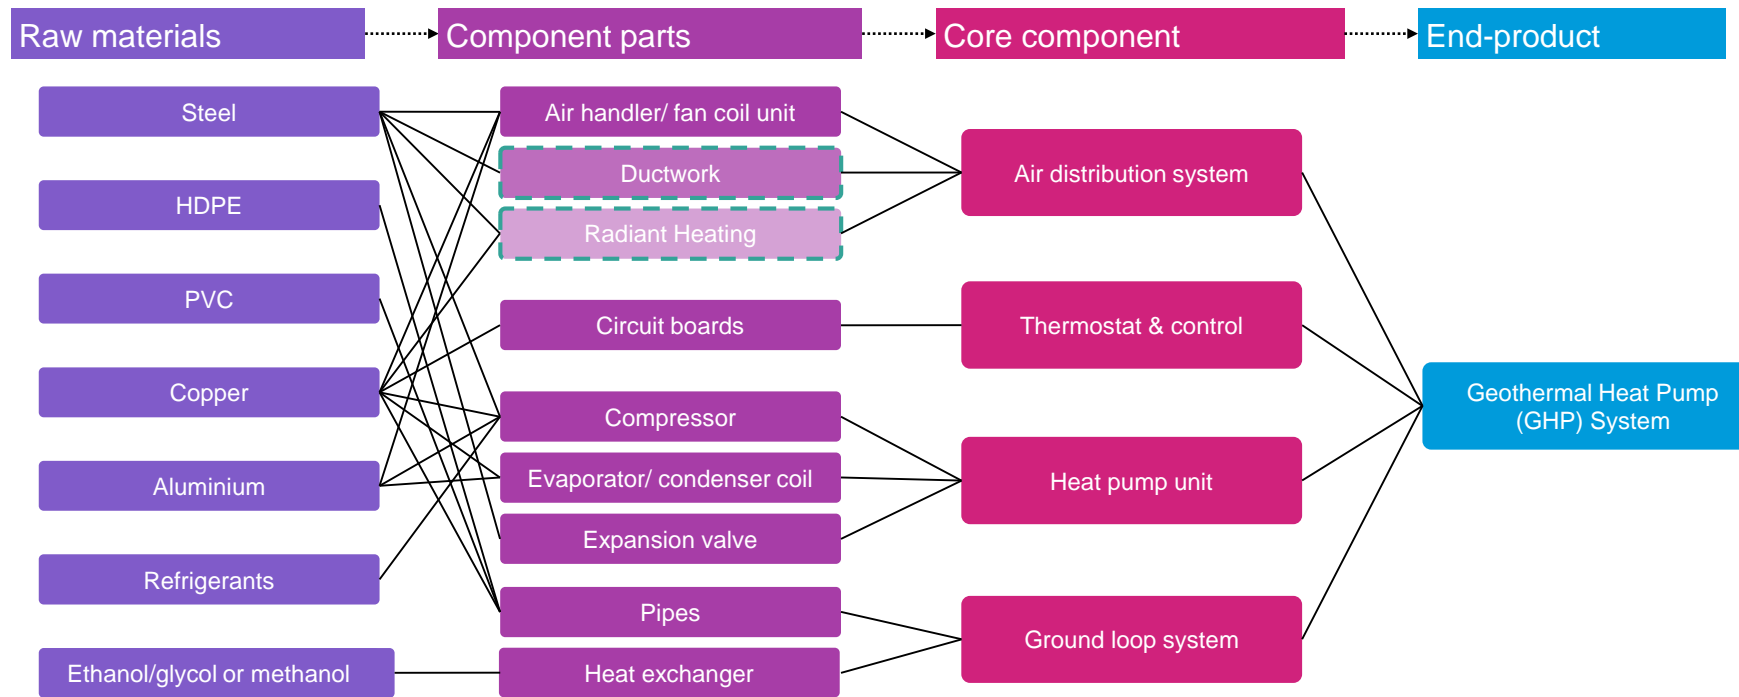 Raw materials
Component parts
Core component
End-product
Steel
HDPE
PVC
Copper
Aluminium
Refrigerants
Ethanol/glycol or methanol
Air handler/ fan coil unit
Ductwork
Radiant Heating
Circuit boards
Compressor
Evaporator/ condenser coil
Expansion valve
Pipes
Heat exchanger
Air distribution system
Thermostat & control
Heat pump unit
Ground loop system
Geothermal Heat Pump
(GHP) System